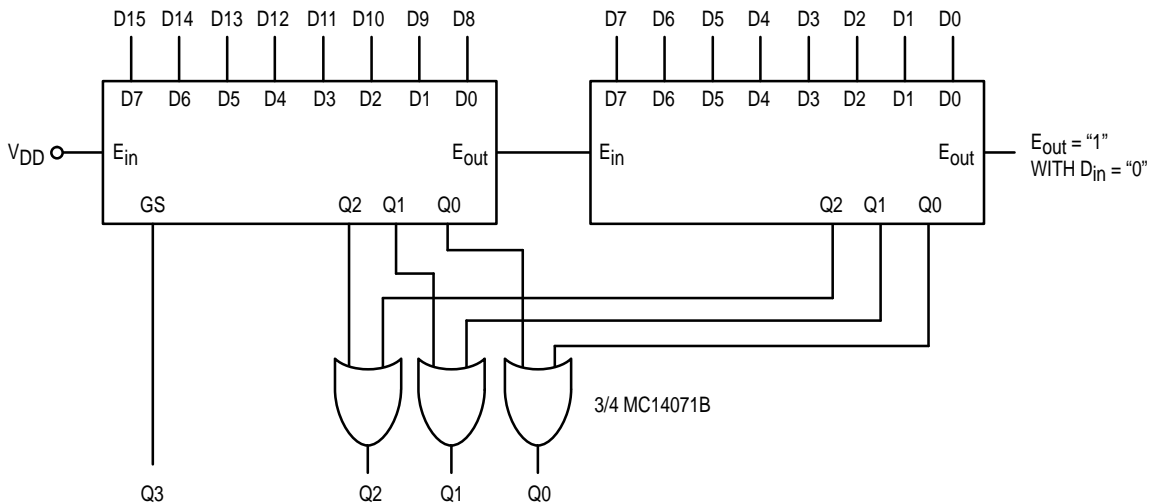 D15 D14 D13 D12 D11 D10 D9 D8 D7 D6 D5 D4 D3 D2 D1 D0
D7 D6 D5 D4 D3 D2 D1 D0 D7 D6 D5 D4 D3 D2 D1 D0
VDD Ein Eout Ein Eout Eout = “1”
WITH Din = “0”
GS Q2 Q1 Q0 Q2 Q1 Q0
3/4 MC14071B
Q3 Q2 Q1 Q0